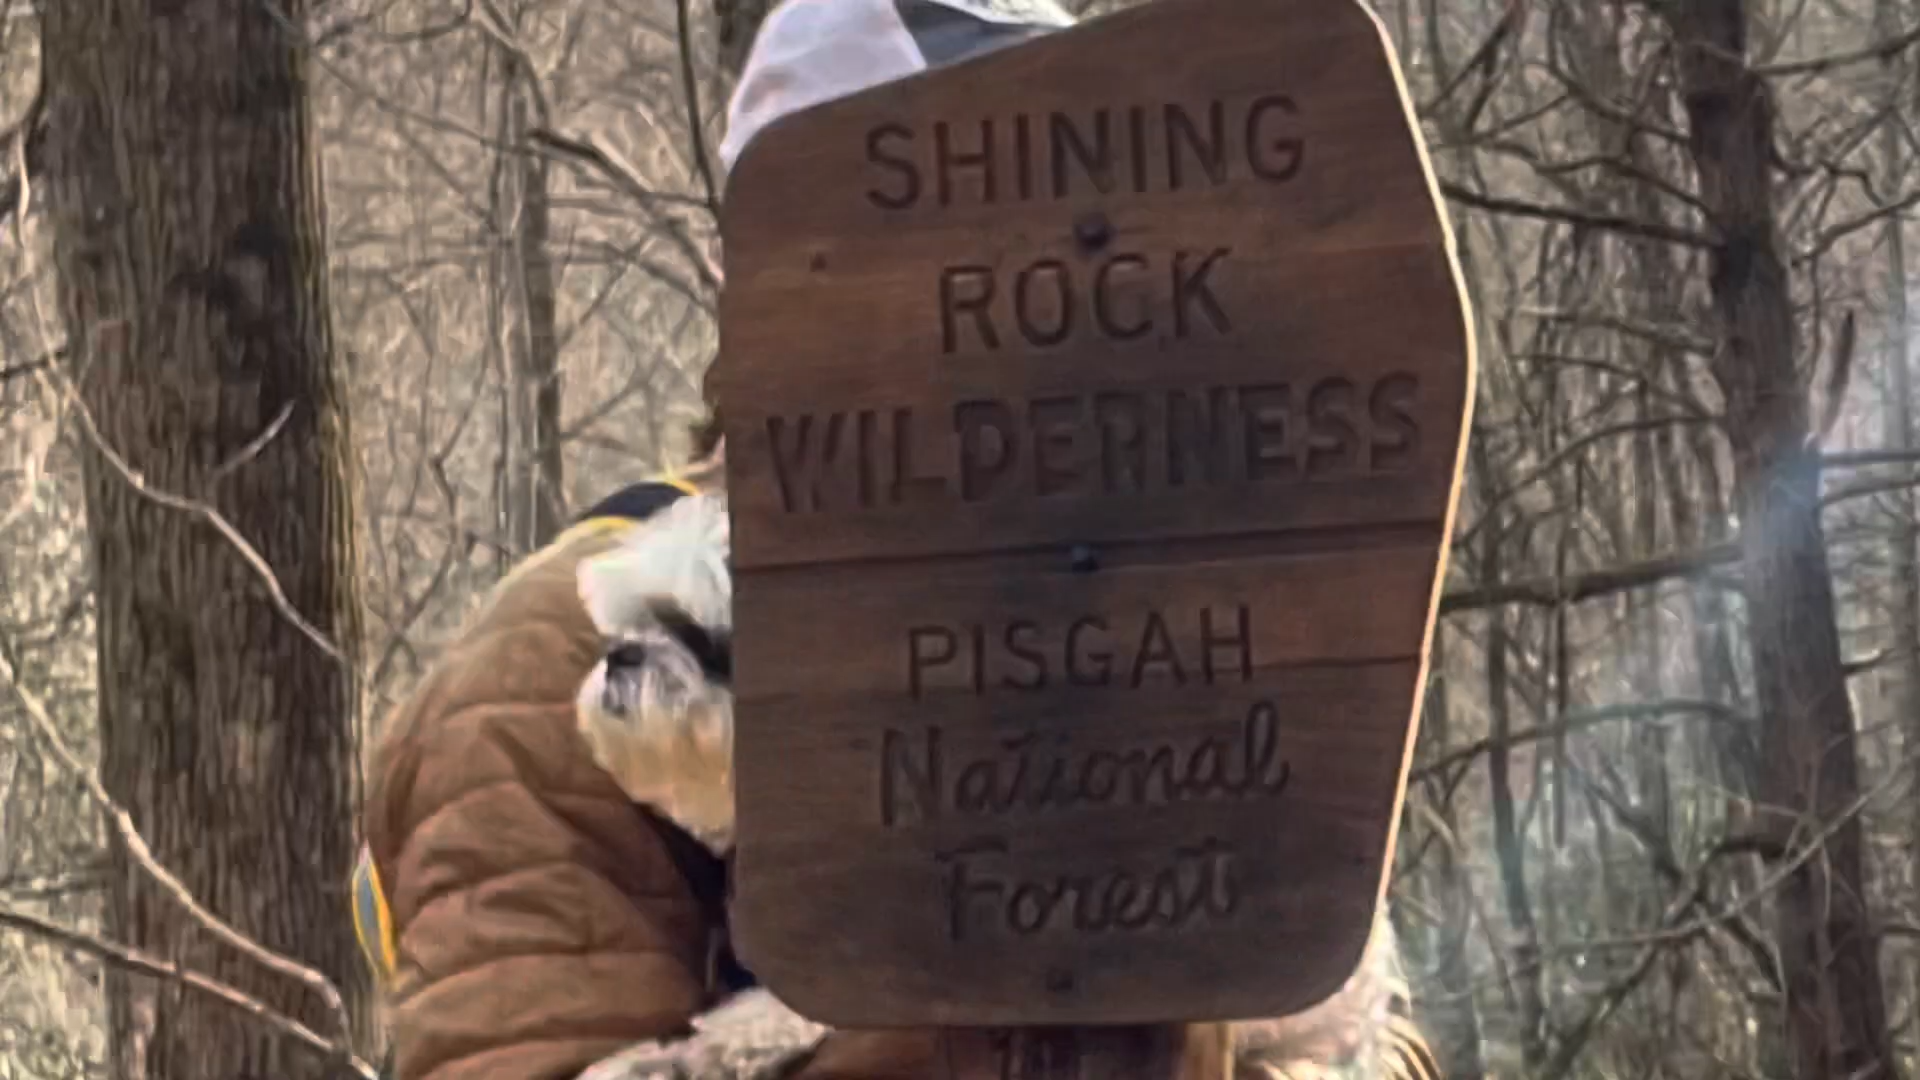 SHINING
ROCK
WILDERNESS
PISGAH
National
Forest